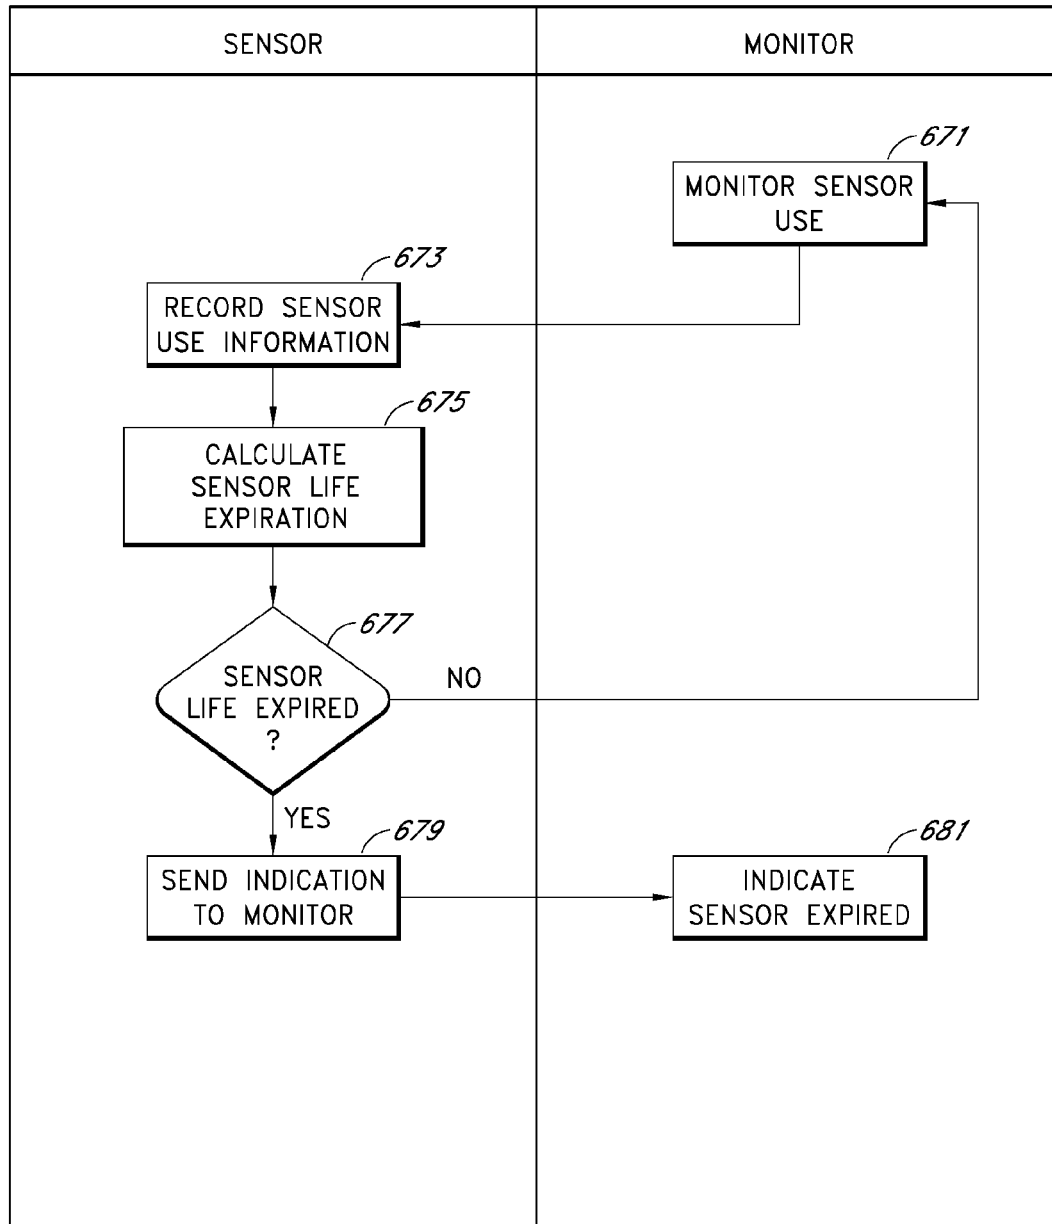 SENSOR
MONITOR
671
MONITOR SENSOR
USE
673
RECORD SENSOR
USE INFORMATION
675
CALCULATE
SENSOR LIFE
EXPIRATION
677
SENSOR
LIFE EXPIRED
?
NO
YES
679
SEND INDICATION
TO MONITOR
681
INDICATE
SENSOR EXPIRED